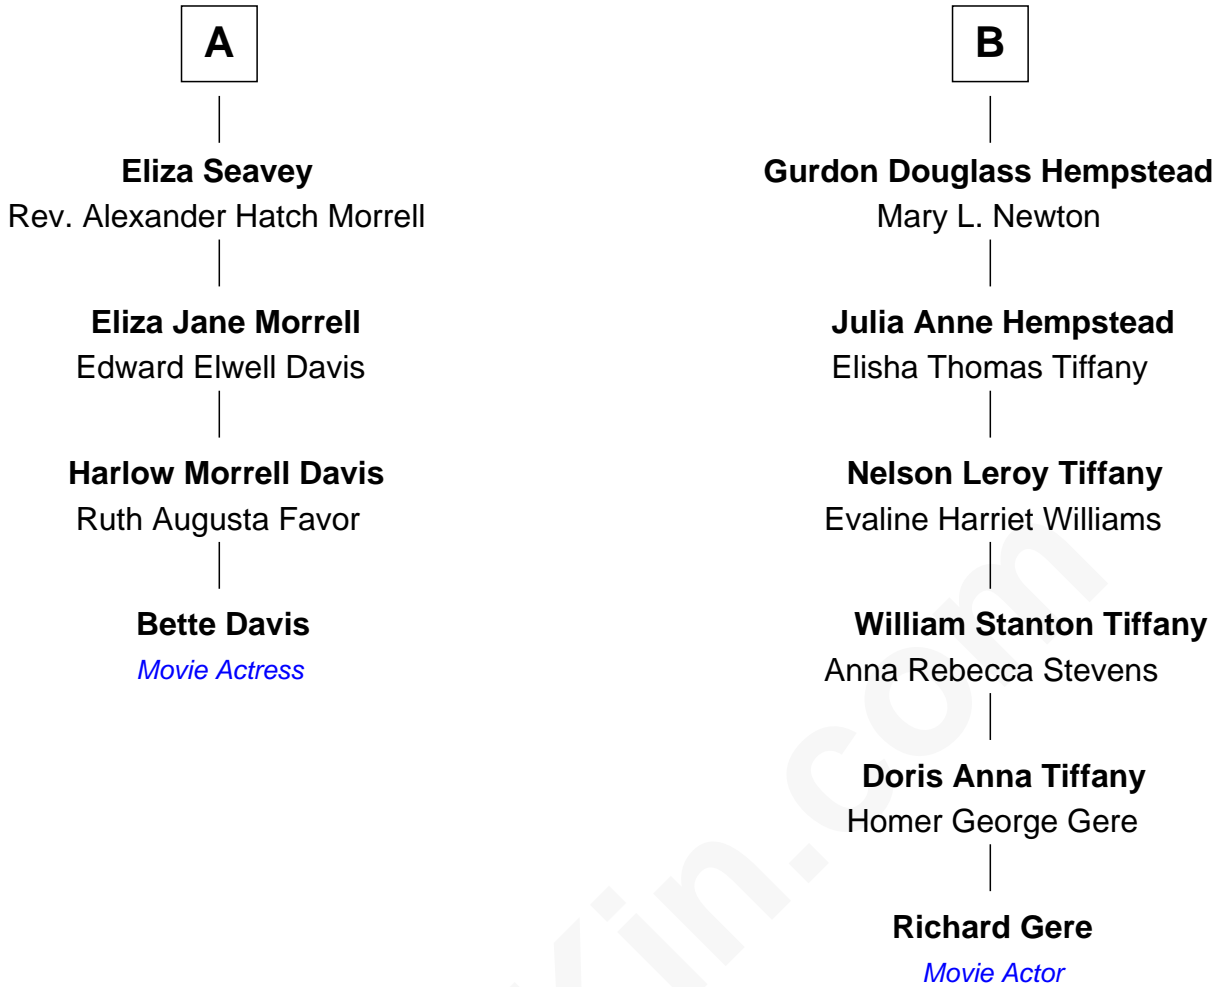 A
B
Eliza Seavey
Rev. Alexander Hatch Morrell
Gurdon Douglass Hempstead
Mary L. Newton
Eliza Jane Morrell
Edward Elwell Davis
Julia Anne Hempstead
Elisha Thomas Tiffany
Harlow Morrell Davis
Ruth Augusta Favor
Nelson Leroy Tiffany
Evaline Harriet Williams
Bette Davis
Movie Actress
William Stanton Tiffany
Anna Rebecca Stevens
Doris Anna Tiffany
Homer George Gere
Richard Gere
Movie Actor
Kin.com